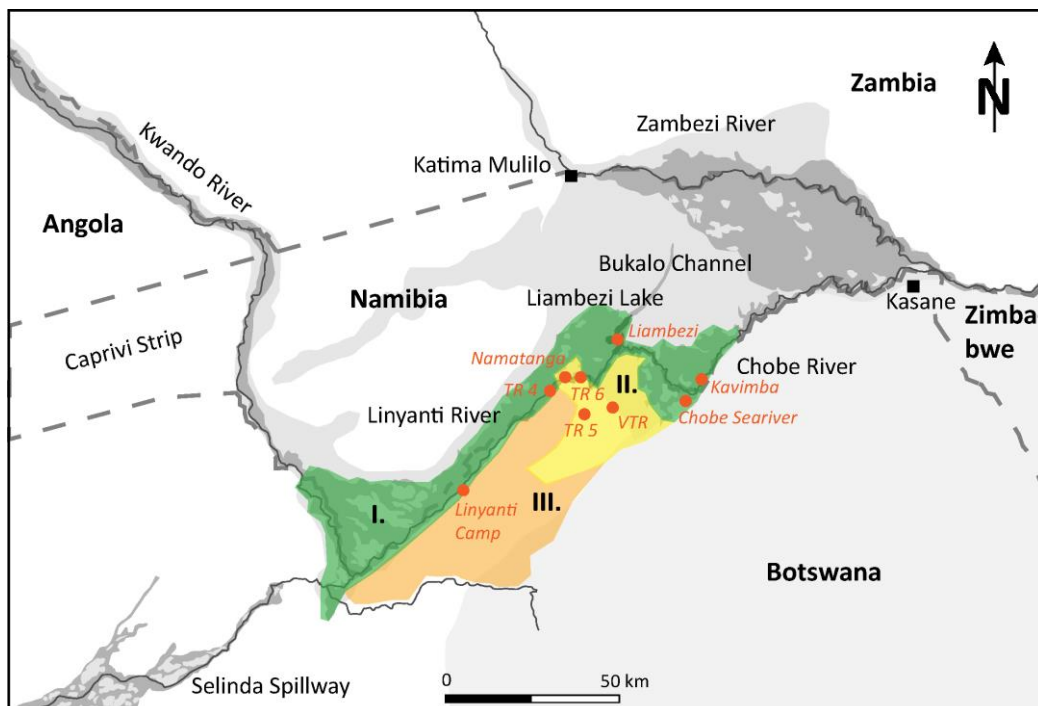 Zambia
N
Zambezi River
Kwando River
Katima Mulilo
Angola
Bukalo Channel
Namibia
Liambezi Lake
Kasane
Zimba
bwe
Liambezi
Caprivi Strip
Namatanga
Chobe River
TR 4
TR 6
II.
Kavimba
Linyanti River
TR 5
VTR
Chobe Seariver
I.
III.
Linyanti
Camp
Botswana
Selinda Spillway
0
50 km